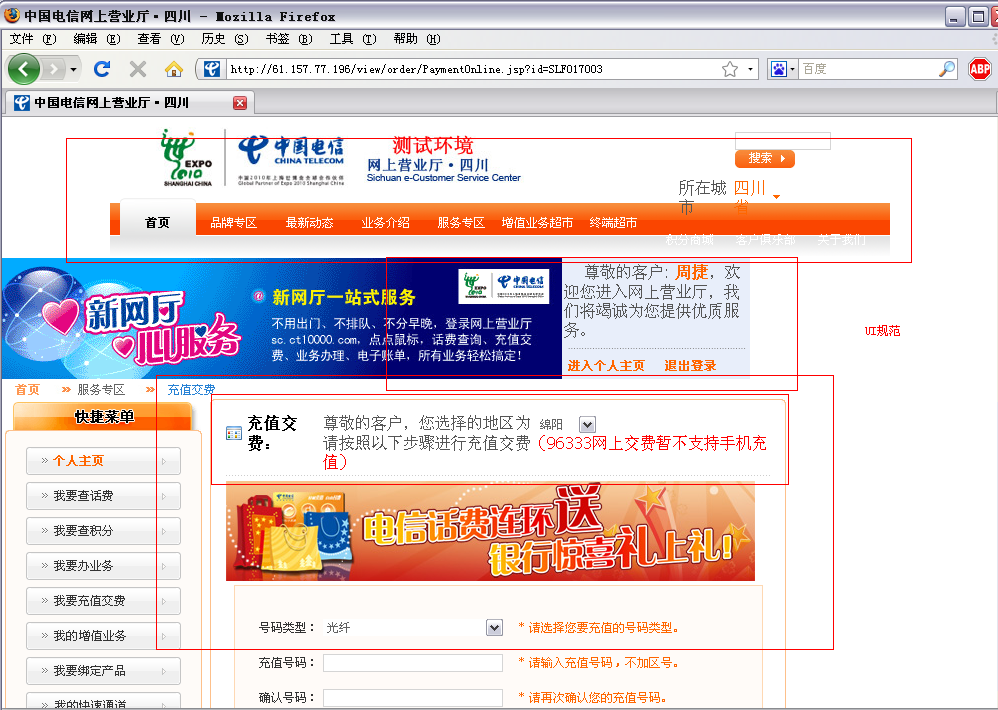 中国电信网上营业厅·四川 - Mozilla Firefox
文件(F) 编辑(E) 查看(V) 历史(S) 书签(B) 工具(T) 帮助(H)
http://61.157.77.196/view/order/PaymentOnline.jsp?id=SLF017003
百度
ABP
中国电信网上营业厅·四川
EXPO
2010
SHANGHAI CHINA
中国电信
CHINA TELECOM
中国2010年上海世博会全球合作伙伴
Global Partner of Expo 2010 Shanghai China
测试环境
网上营业厅·四川
Sichuan e-Customer Service Center
搜索
所在城市
四川省
首页 品牌专区 最新动态 业务介绍 服务专区 增值业务超市 终端超市
积分商城 客户俱乐部 关于我们
新网厅
心服务
新网厅一站式服务
中国电信
不用出门、不排队、不分早晚，登录网上营业厅
sc.ct10000.com，点点鼠标，话费查询、充值交
费、业务办理、电子账单，所有业务轻松搞定！
尊敬的客户: 周捷，欢
迎您进入网上营业厅，我
们将竭诚为您提供优质服
务。
进入个人主页 退出登录
UI规范
首页 » 服务专区 » 充值交费
快捷菜单
» 个人主页
» 我要查话费
» 我要查积分
» 我要办业务
» 我要充值交费
» 我的增值业务
» 我要绑定产品
» 我的快速通道
充值交
费：
尊敬的客户，您选择的地区为 绵阳
请按照以下步骤进行充值交费（96333网上交费暂不支持手机充
值）
电信话费连环送
银行惊喜礼上礼！
号码类型： 光纤 * 请选择您要充值的号码类型。
充值号码： * 请输入充值号码，不加区号。
确认号码： * 请再次确认您的充值号码。